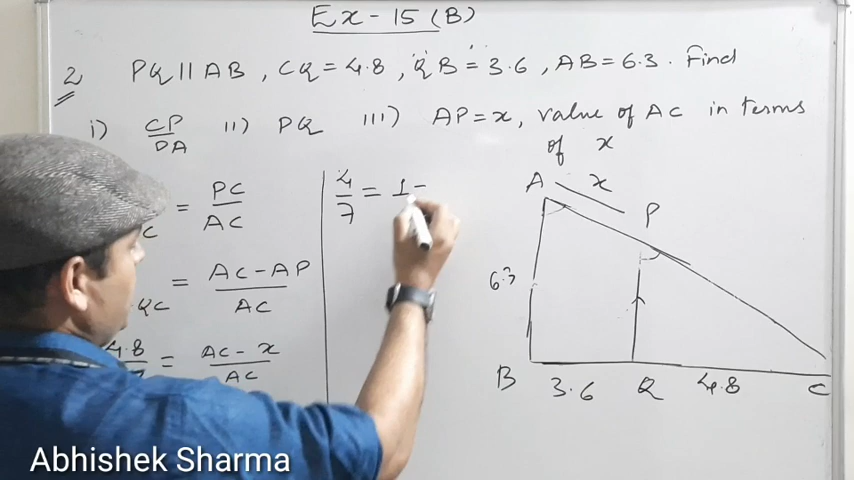 Ex-15 (B)
2 PQ || AB , CQ = 4.8 , QB = 3.6 , AB = 6.3 . Find
i) CP/PA ii) PQ iii) AP = x, value of AC in terms
of x
= PC/AC
C
= AC-AP/AC
QC
4.8 = AC-x/AC
4/7 = 1-
A
x
P
6.3
B 3.6 Q 4.8 C
Abhishek Sharma